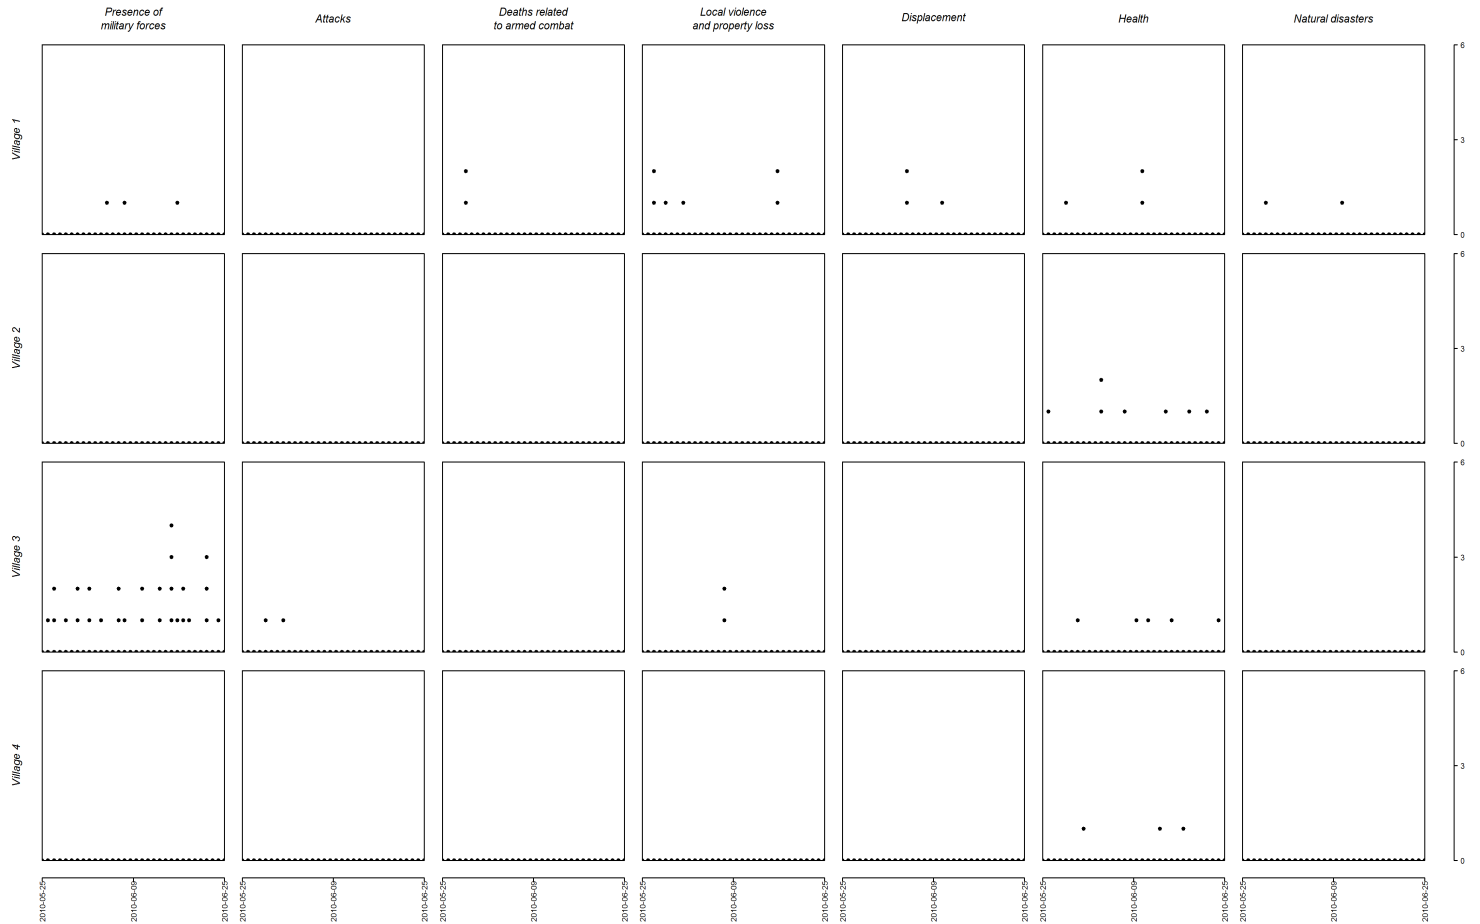 Presence of
military forces
Attacks
Deaths related
to armed combat
Local violence
and property loss
Displacement
Health
Natural disasters
Village 1
6
3
0
Village 2
6
3
0
Village 3
6
3
0
Village 4
6
3
0
2010-05-25
2010-06-09
2010-06-25
2010-05-25
2010-06-09
2010-06-25
2010-05-25
2010-06-09
2010-06-25
2010-05-25
2010-06-09
2010-06-25
2010-05-25
2010-06-09
2010-06-25
2010-05-25
2010-06-09
2010-06-25
2010-05-25
2010-06-09
2010-06-25